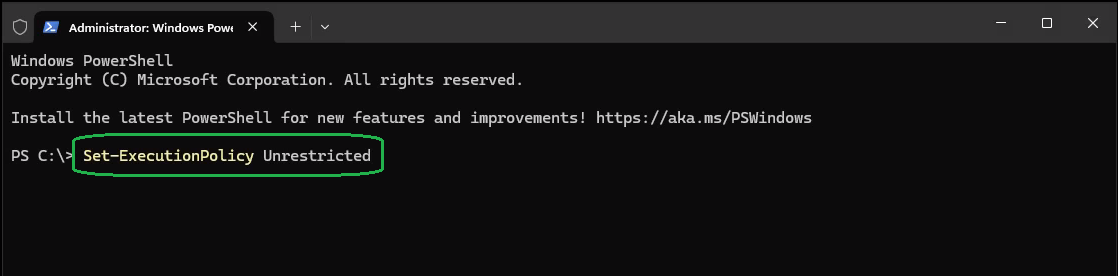 Administrator: Windows Powe
Windows PowerShell
Copyright (C) Microsoft Corporation. All rights reserved.
Install the latest PowerShell for new features and improvements! https://aka.ms/PSWindows
PS C:\> Set-ExecutionPolicy Unrestricted